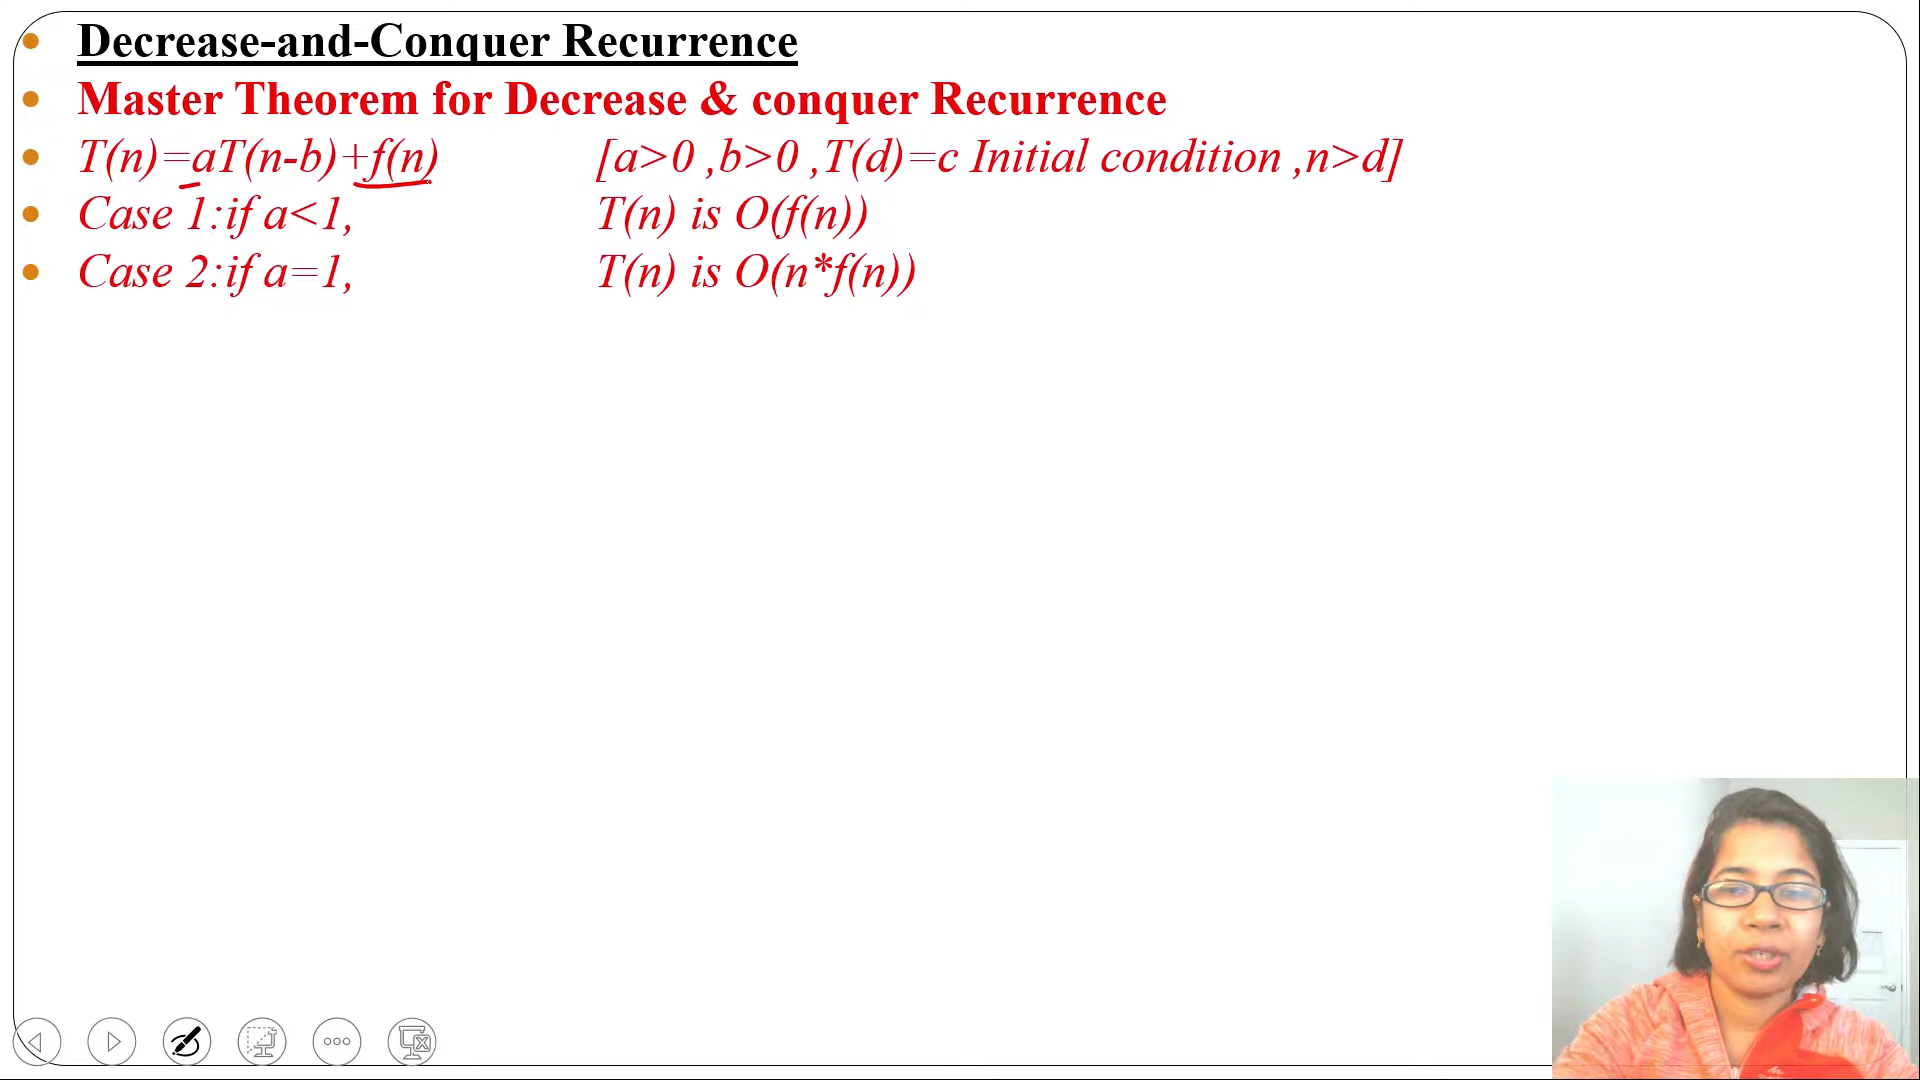 Decrease-and-Conquer Recurrence
Master Theorem for Decrease & conquer Recurrence
T(n)=aT(n-b)+f(n) [a>0 ,b>0 ,T(d)=c Initial condition ,n>d]
Case 1:if a<1, T(n) is O(f(n))
Case 2:if a=1, T(n) is O(n*f(n))